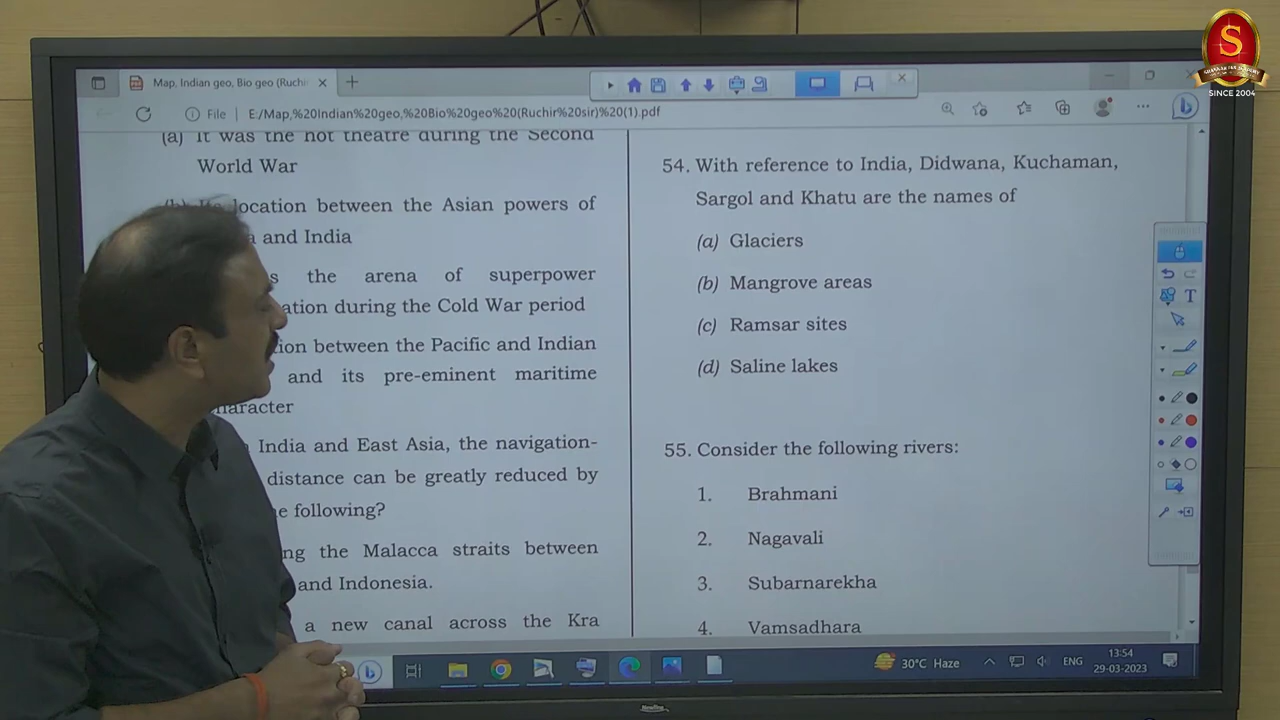 S
SINCE 2004
Map, Indian geo, Bio geo (Ruchi
File E:/Map,%20Indian%20geo,%20Bio%20geo%20(Ruchir%20sir)%20(1).pdf
(a) It was the hot theatre during the Second
World War
location between the Asian powers of
and India
the arena of superpower
during the Cold War period
between the Pacific and Indian
and its pre-eminent maritime
India and East Asia, the navigation-
distance can be greatly reduced by
following?
the Malacca straits between
and Indonesia.
a new canal across the Kra
54. With reference to India, Didwana, Kuchaman,
Sargol and Khatu are the names of
(a) Glaciers
(b) Mangrove areas
(c) Ramsar sites
(d) Saline lakes
55. Consider the following rivers:
1. Brahmani
2. Nagavali
3. Subarnarekha
4. Vamsadhara
T
30°C Haze
ENG
13:54
29-03-2023